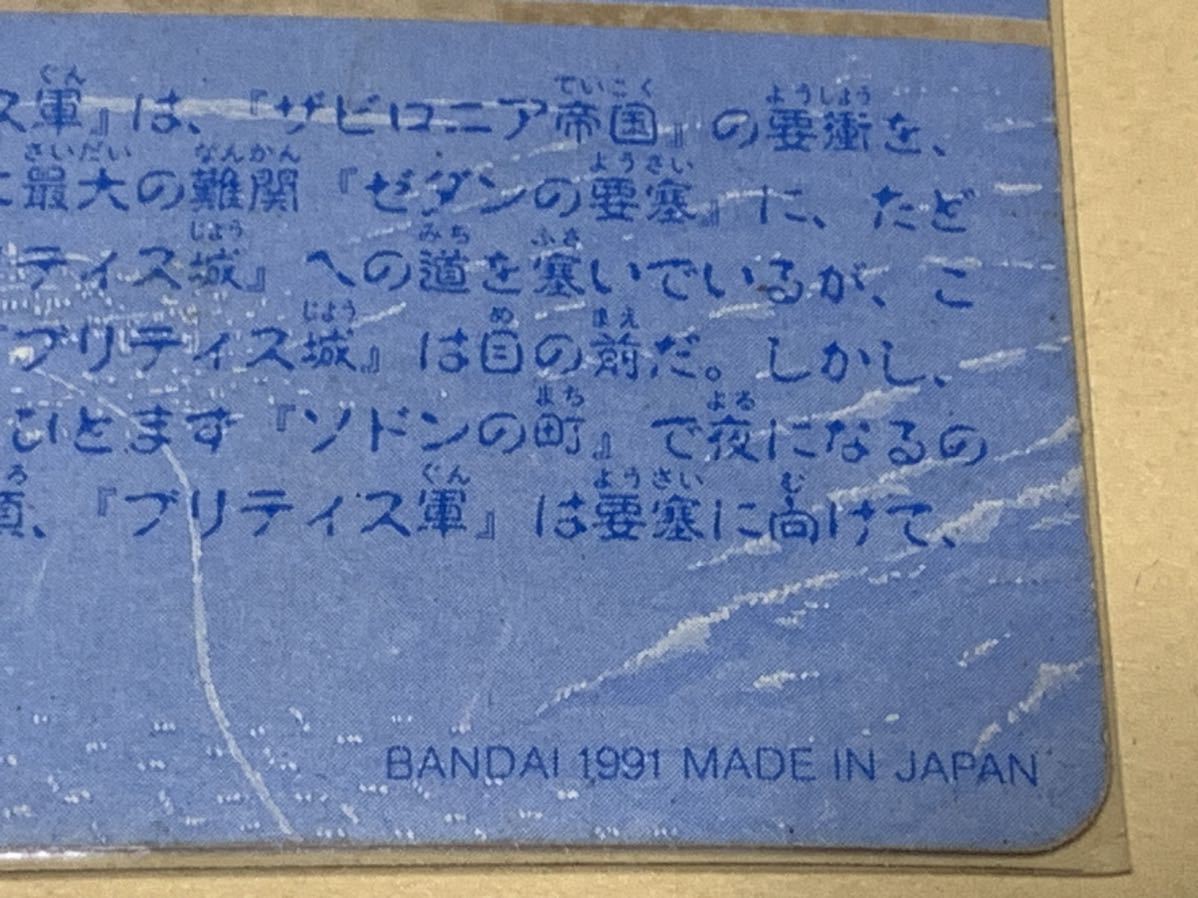 ス軍』は、『ザビロニア帝国』の要衝を、
最大の難関『ゼダンの要塞』に、たど
ティス城』への道を塞いでいるが、こ
『ブリティス城』は目の前だ。しかし、
ひとまず『ソドンの町』で夜になるの
頃、『ブリティス軍』は要塞に向けて、
BANDAI 1991 MADE IN JAPAN